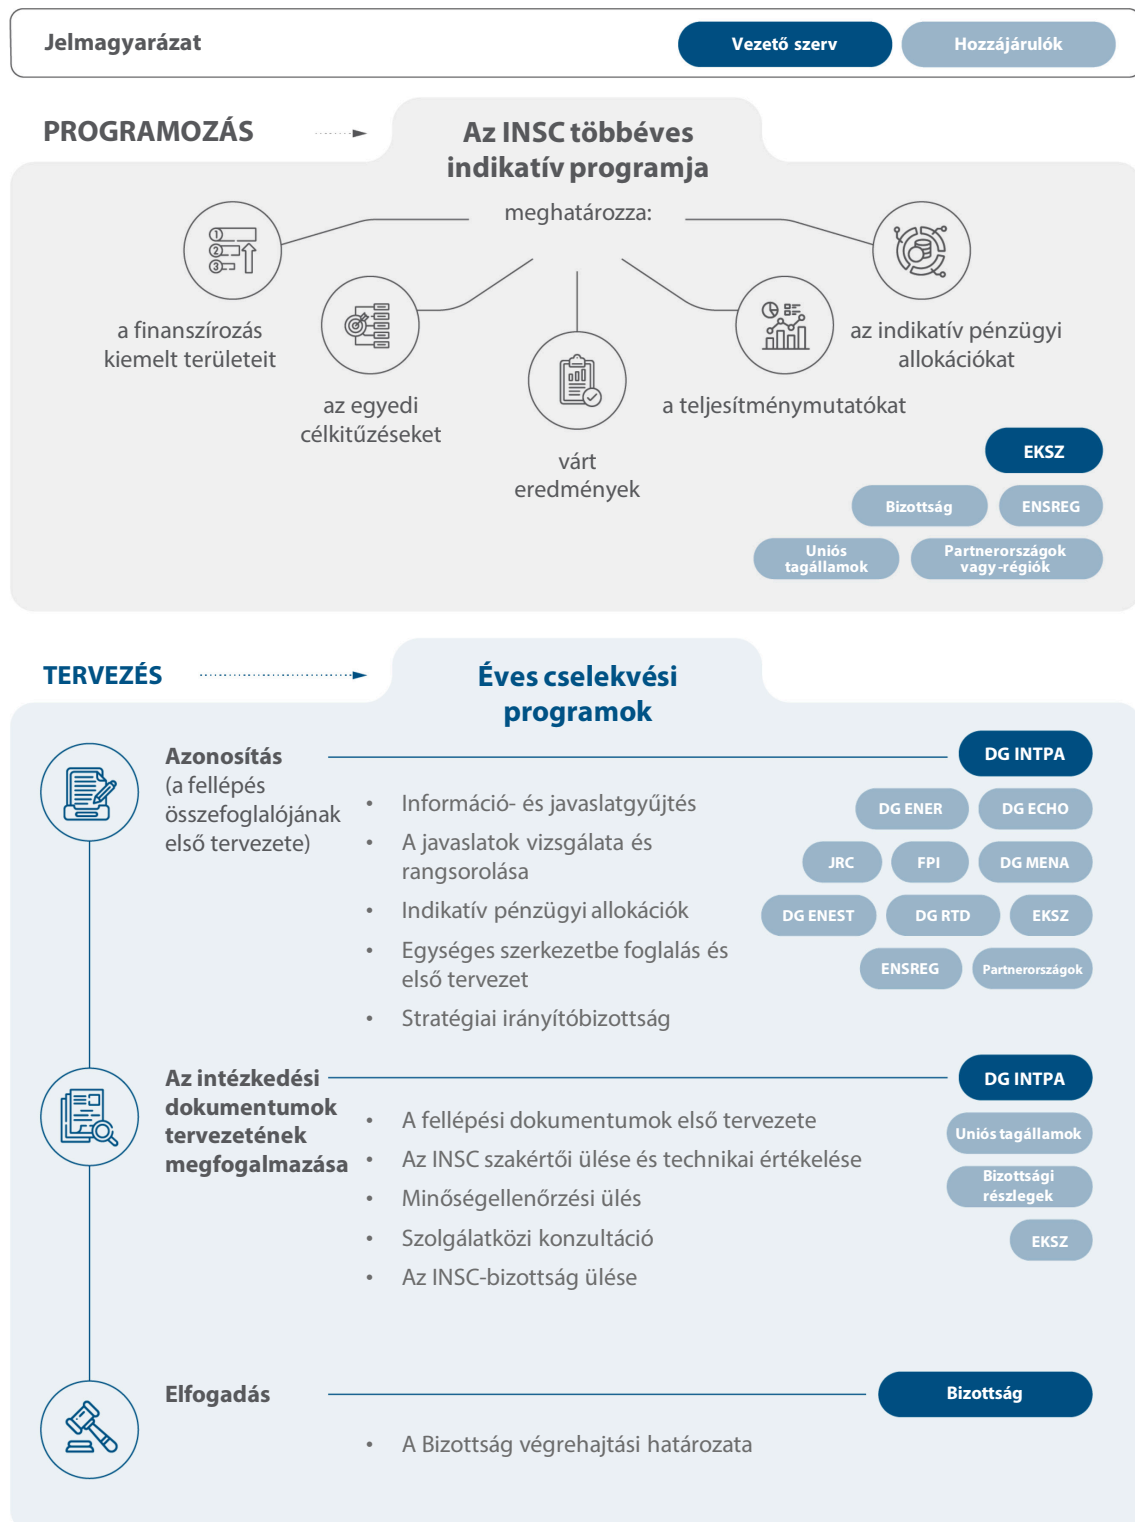 Jelmagyarázat
Vezető szerv
Hozzájárulók
PROGRAMOZÁS
Az INSC többéves
indikatív programja
meghatározza:
1
2
3
a finanszírozás
kiemelt területeit
az egyedi
célkitűzéseket
várt
eredmények
a teljesítménymutatókat
az indikatív pénzügyi
allokációkat
EKSZ
Bizottság
ENSREG
Uniós
tagállamok
Partnerországok
vagy -régiók
TERVEZÉS
Éves cselekvési
programok
Azonosítás
(a fellépés
összefoglalójának
első tervezete)
• Információ- és javaslatgyűjtés
• A javaslatok vizsgálata és
rangsorolása
• Indikatív pénzügyi allokációk
• Egységes szerkezetbe foglalás és
első tervezet
• Stratégiai irányítóbizottság
DG INTPA
DG ENER
DG ECHO
JRC
FPI
DG MENA
DG ENEST
DG RTD
EKSZ
ENSREG
Partnerországok
Az intézkedési
dokumentumok
tervezetének
megfogalmazása
• A fellépési dokumentumok első tervezete
• Az INSC szakértői ülése és technikai értékelése
• Minőségellenőrzési ülés
• Szolgálatközi konzultáció
• Az INSC-bizottság ülése
DG INTPA
Uniós tagállamok
Bizottsági
részlegek
EKSZ
Elfogadás
• A Bizottság végrehajtási határozata
Bizottság